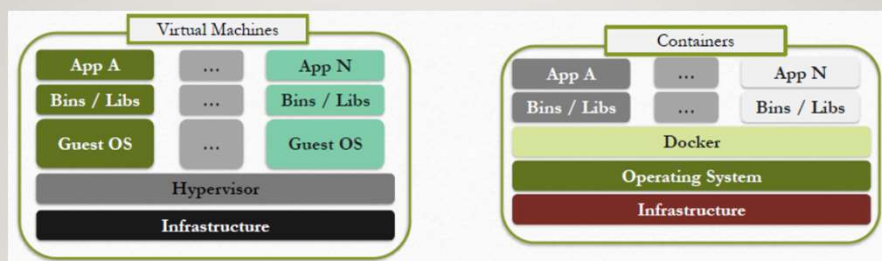 Virtual Machines
App A
...
App N
Bins / Libs
...
Bins / Libs
Guest OS
...
Guest OS
Hypervisor
Infrastructure
Containers
App A
...
App N
Bins / Libs
...
Bins / Libs
Docker
Operating System
Infrastructure